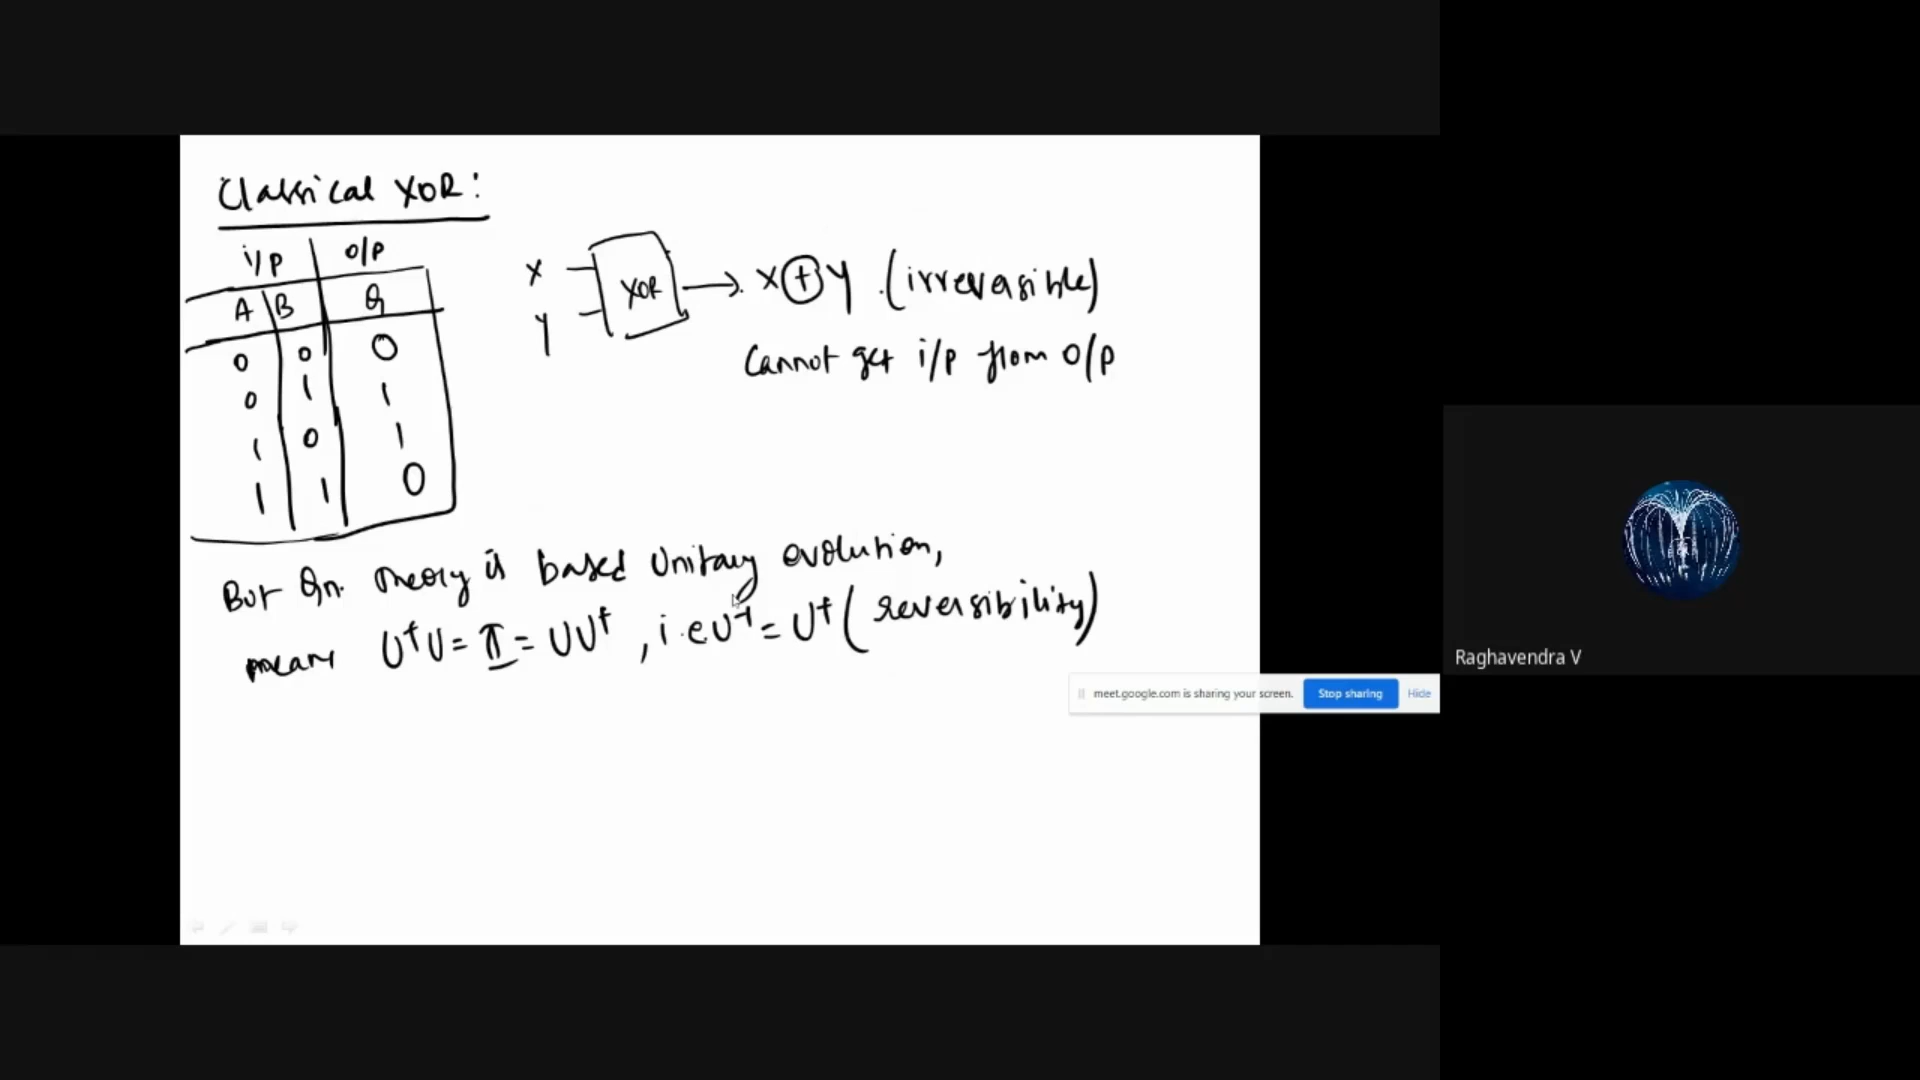 Classical XOR:
i/p | o/p
A | B | Q
0 | 0 | 0
0 | 1 | 1
1 | 0 | 1
1 | 1 | 0
X
Y
XOR
X⊕Y (irreversible)
Cannot get i/p from o/p
But Qn. theory is based Unitary evolution,
means U†U = 𝕀 = UU†, i.e U⁻¹ = U† (reversibility)
Raghavendra V
meet.google.com is sharing your screen. Stop sharing Hide